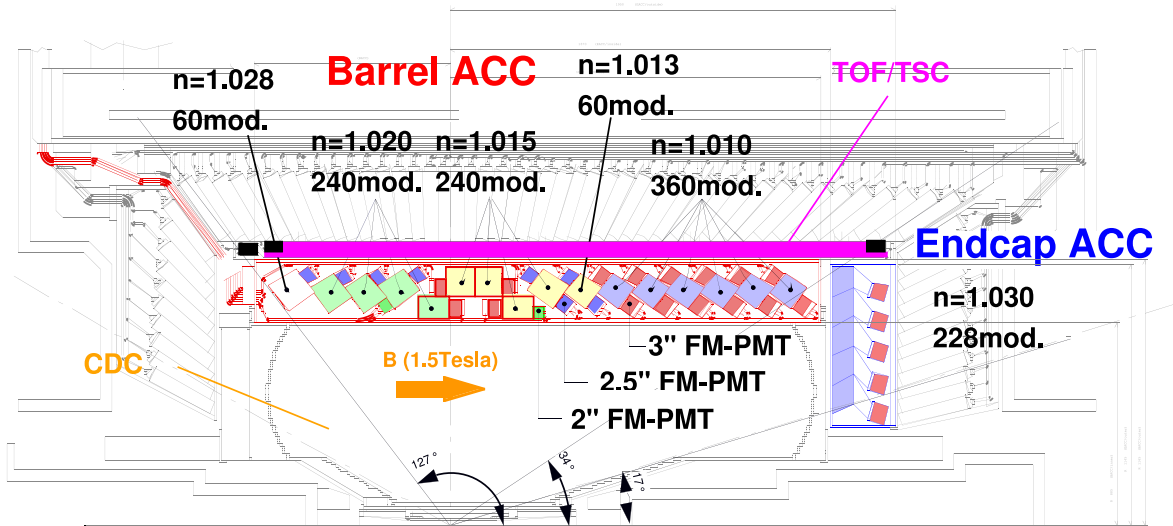 Barrel ACC
n=1.028
60mod.
n=1.013
60mod.
TOF/TSC
n=1.020
240mod.
n=1.015
240mod.
n=1.010
360mod.
Endcap ACC
n=1.030
228mod.
3" FM-PMT
2.5" FM-PMT
2" FM-PMT
CDC
B (1.5Tesla)
127°
34°
17°